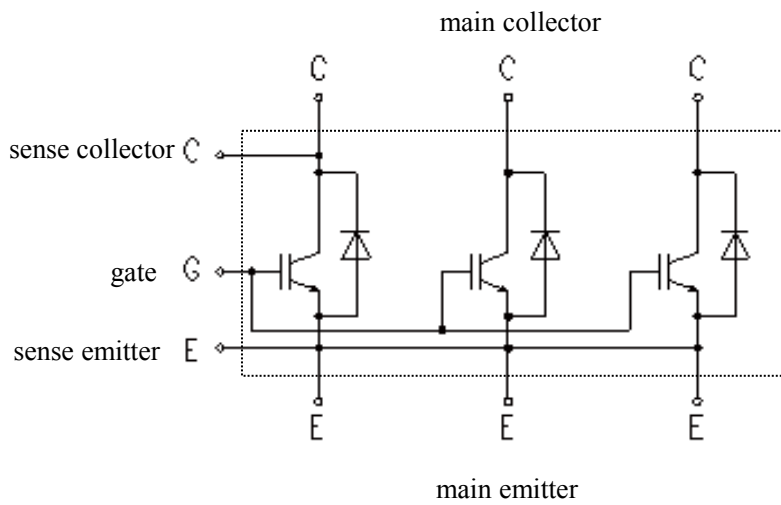 main collector
C C C
sense collector C
gate G
sense emitter E
E E E
main emitter